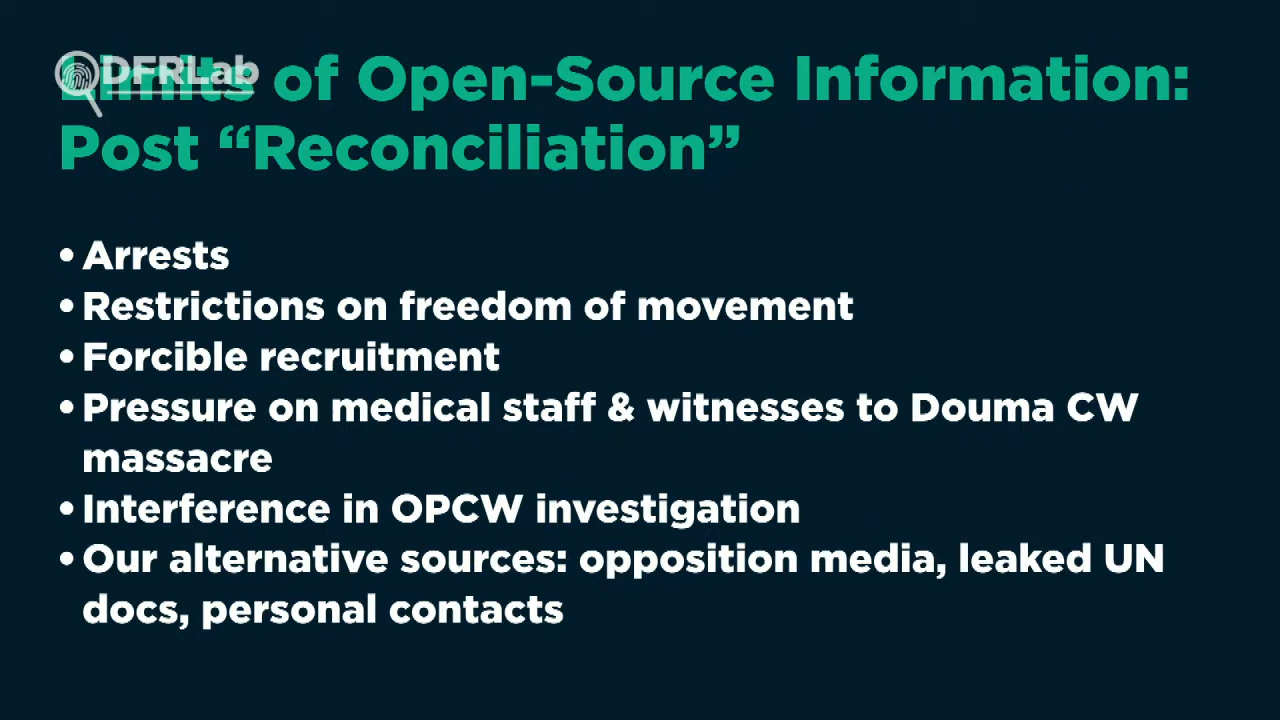 DFRLab
Limits of Open-Source Information:
Post “Reconciliation”
• Arrests
• Restrictions on freedom of movement
• Forcible recruitment
• Pressure on medical staff & witnesses to Douma CW
massacre
• Interference in OPCW investigation
• Our alternative sources: opposition media, leaked UN
docs, personal contacts